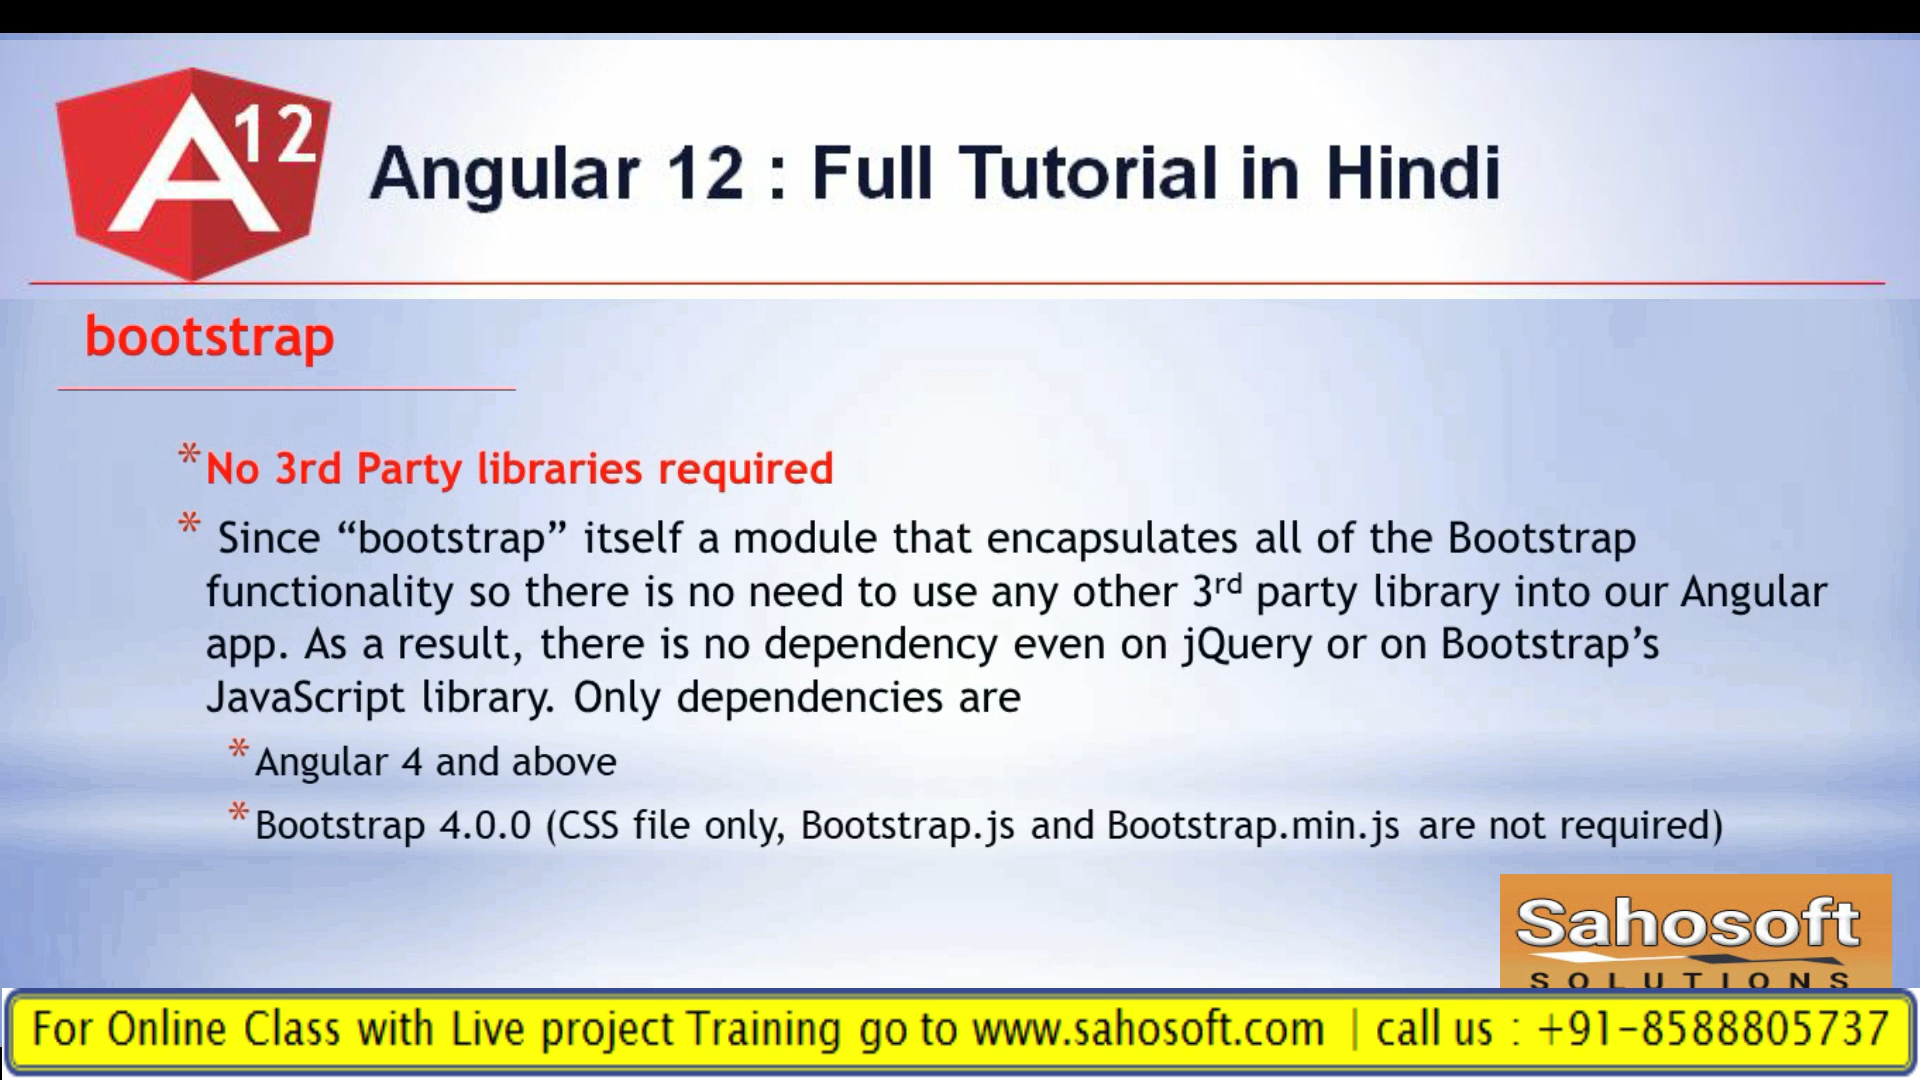 A12
Angular 12 : Full Tutorial in Hindi
bootstrap
* No 3rd Party libraries required
* Since “bootstrap” itself a module that encapsulates all of the Bootstrap
functionality so there is no need to use any other 3rd party library into our Angular
app. As a result, there is no dependency even on jQuery or on Bootstrap’s
JavaScript library. Only dependencies are
* Angular 4 and above
* Bootstrap 4.0.0 (CSS file only, Bootstrap.js and Bootstrap.min.js are not required)
Sahosoft
SOLUTIONS
For Online Class with Live project Training go to www.sahosoft.com | call us : +91-8588805737